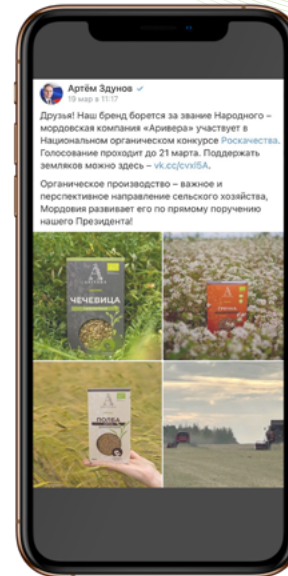 Артём Здунов
19 мар в 11:17
Друзья! Наш бренд борется за звание Народного –
мордовская компания «Аривера» участвует в
Национальном органическом конкурсе Роскачества.
Голосование проходит до 21 марта. Поддержать
земляков можно здесь – vk.cc/cvxI5A.
Органическое производство – важное и
перспективное направление сельского хозяйства,
Мордовия развивает его по прямому поручению
нашего Президента!
ЧЕЧЕВИЦА
ПОЛБА